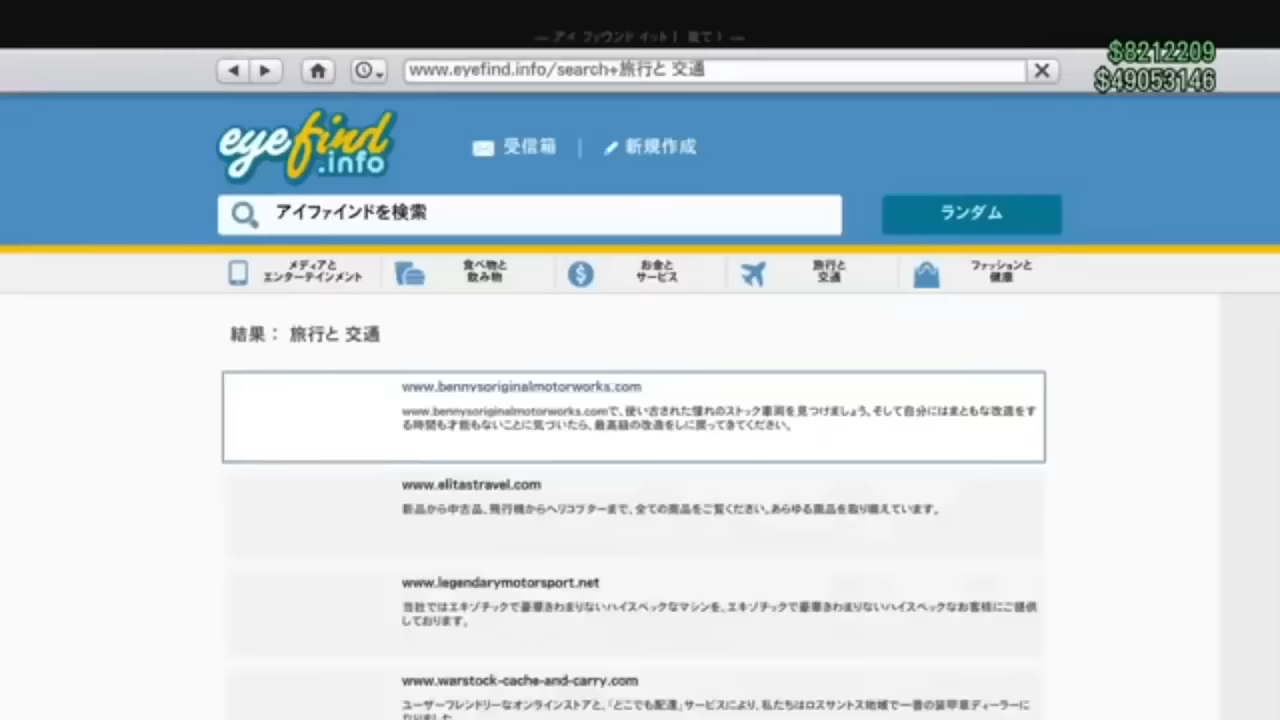 — アイ ファウンド イット！ 見て！ —
$8212209
www.eyefind.info/search+旅行と 交通
$49053146
eyefind.info
受信箱 | 新規作成
アイファインドを検索
ランダム
メディアと
エンターテインメント
食べ物と
飲み物
お金と
サービス
旅行と
交通
ファッションと
健康
結果： 旅行と 交通
www.bennysoriginalmotorworks.com
www.bennysoriginalmotorworks.comで、使い古された憧れのストック車両を見つけましょう。そして自分にはまともな改造をす
る時間も才能もないことに気づいたら、最高級の改造をしに戻ってきてください。
www.elitastravel.com
新品から中古品、飛行機からヘリコプターまで、全ての商品をご覧ください。あらゆる商品を取り揃えています。
www.legendarymotorsport.net
当社ではエキゾチックで豪華きわまりないハイスペックなマシンを、エキゾチックで豪華きわまりないハイスペックなお客様にご提供
しております。
www.warstock-cache-and-carry.com
ユーザーフレンドリーなオンラインストアと、「どこでも配達」サービスにより、私たちはロスサントス地域で一番の装甲車ディーラーに
なりました。